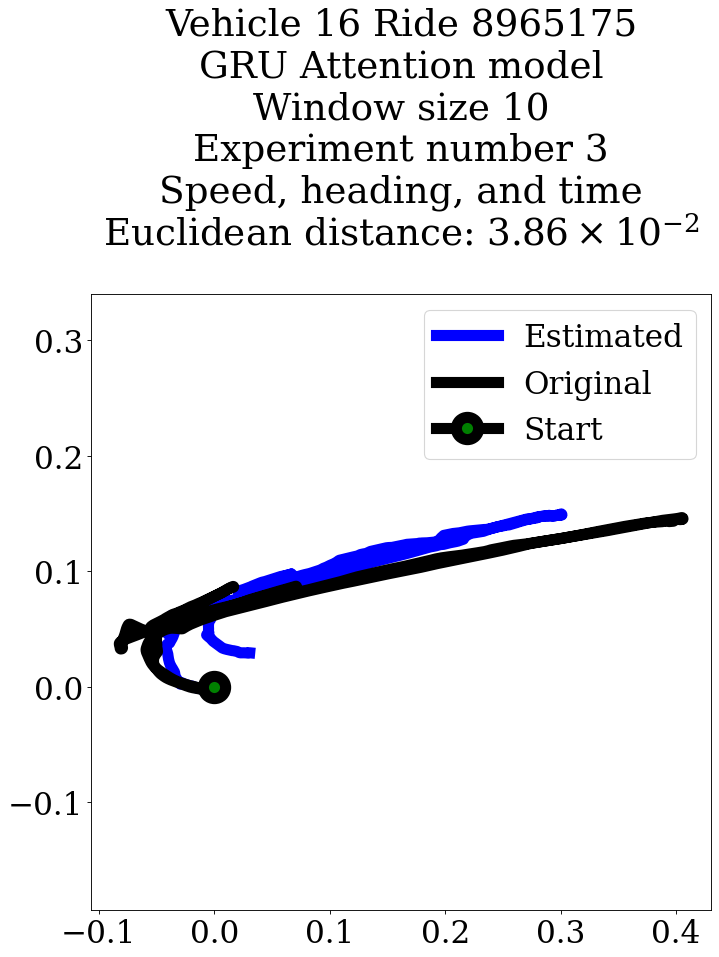 Vehicle 16 Ride 8965175
GRU Attention model
Window size 10
Experiment number 3
Speed, heading, and time
Euclidean distance: 3.86 × 10⁻²
Estimated
Original
Start
0.3
0.2
0.1
0.0
−0.1
−0.1 0.0 0.1 0.2 0.3 0.4